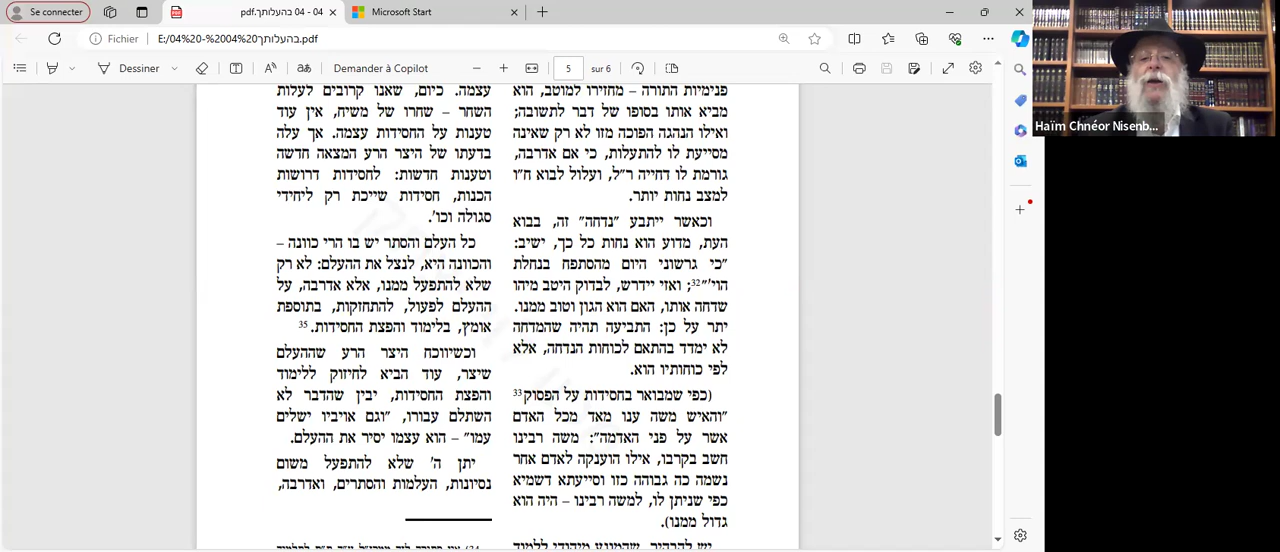 Se connecter
04 - 04 בהעלותך.pdf
Microsoft Start
Fichier
E:/04%20-%2004%20בהעלותך.pdf
Dessiner
Demander à Copilot
5 sur 6
Haïm Chnéor Nisenb...
פנימיות התורה – מחזירו למוטב, הוא
מביא אותו בסופו של דבר לתשובה;
ואילו הנהגה הפוכה מזו לא רק שאינה
מסייעת לו להתעלות, כי אם אדרבה,
גורמת לו דחייה ר"ל, ועלול לבוא ח"ו
למצב נחות יותר.
וכאשר ייתבע "נדחה" זה, בבוא
העת, מדוע הוא נחות כל כך, ישיב:
"כי גרשוני היום מהסתפח בנחלת
הוי'"32; ואזי יידרש, לבדוק היטב מיהו
שדחה אותו, האם הוא הגון וטוב ממנו.
יתר על כן: התביעה תהיה שהמדחה
לא ימדד בהתאם לכוחות הנדחה, אלא
לפי כוחותיו הוא.
(כפי שמבואר בחסידות על הפסוק33
"והאיש משה ענו מאד מכל האדם
אשר על פני האדמה": משה רבינו
חשב בקרבו, אילו הוענקה לאדם אחר
נשמה כה גבוהה כזו וסייעתא דשמיא
כפי שניתן לו, למשה רבינו – היה הוא
גדול ממנו).
יש להבהיר, שהמונע מיהודי ללמוד
עצמה. כיום, שאנו קרובים לעלות
השחר – שחרו של משיח, אין עוד
טענות על החסידות עצמה. אך עלה
בדעתו של היצר הרע המצאה חדשה
וטענות חדשות: לחסידות דרושות
הכנות, חסידות שייכת רק ליחידי
סגולה וכו'.
כל העלם והסתר יש בו הרי כוונה –
והכוונה היא, לנצל את ההעלם: לא רק
שלא להתפעל ממנו, אלא אדרבה, על
ההעלם לפעול, להתחזקות, בתוספת
אומץ, בלימוד והפצת החסידות.35
וכשיווכח היצר הרע שההעלם
שיצר, עוד הביא לחיזוק ללימוד
והפצת החסידות, יבין שהדבר לא
השתלם עבורו, "וגם אויביו ישלים
עמו" – הוא עצמו יסיר את ההעלם.
יתן ה' שלא להתפעל משום
נסיונות, העלמות והסתרים, ואדרבה,